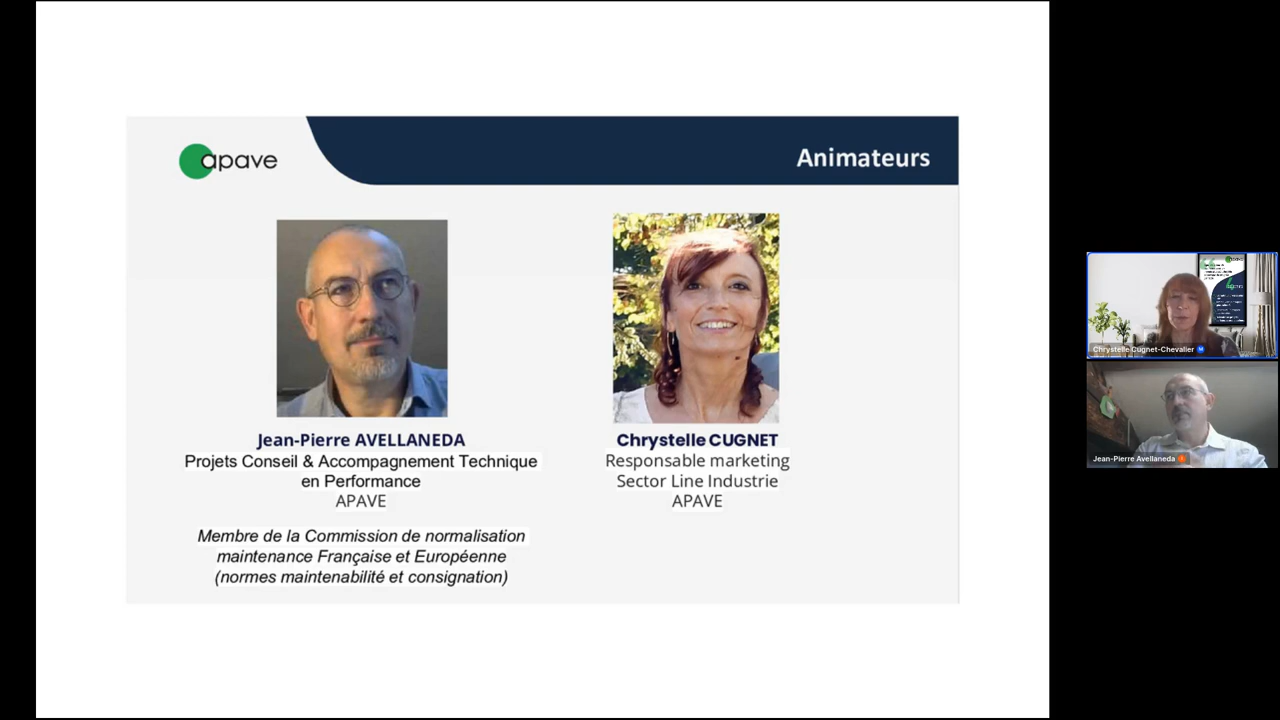 apave
Animateurs
Jean-Pierre AVELLANEDA
Projets Conseil & Accompagnement Technique
en Performance
APAVE
Membre de la Commission de normalisation
maintenance Française et Européenne
(normes maintenabilité et consignation)
Chrystelle CUGNET
Responsable marketing
Sector Line Industrie
APAVE
Chrystelle Cugnet-Chevalier
Jean-Pierre Avellaneda